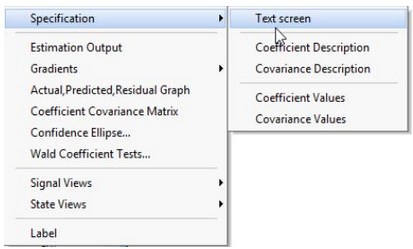 Specification
Estimation Output
Gradients
Actual,Predicted,Residual Graph
Coefficient Covariance Matrix
Confidence Ellipse...
Wald Coefficient Tests...
Signal Views
State Views
Label
Text screen
Coefficient Description
Covariance Description
Coefficient Values
Covariance Values